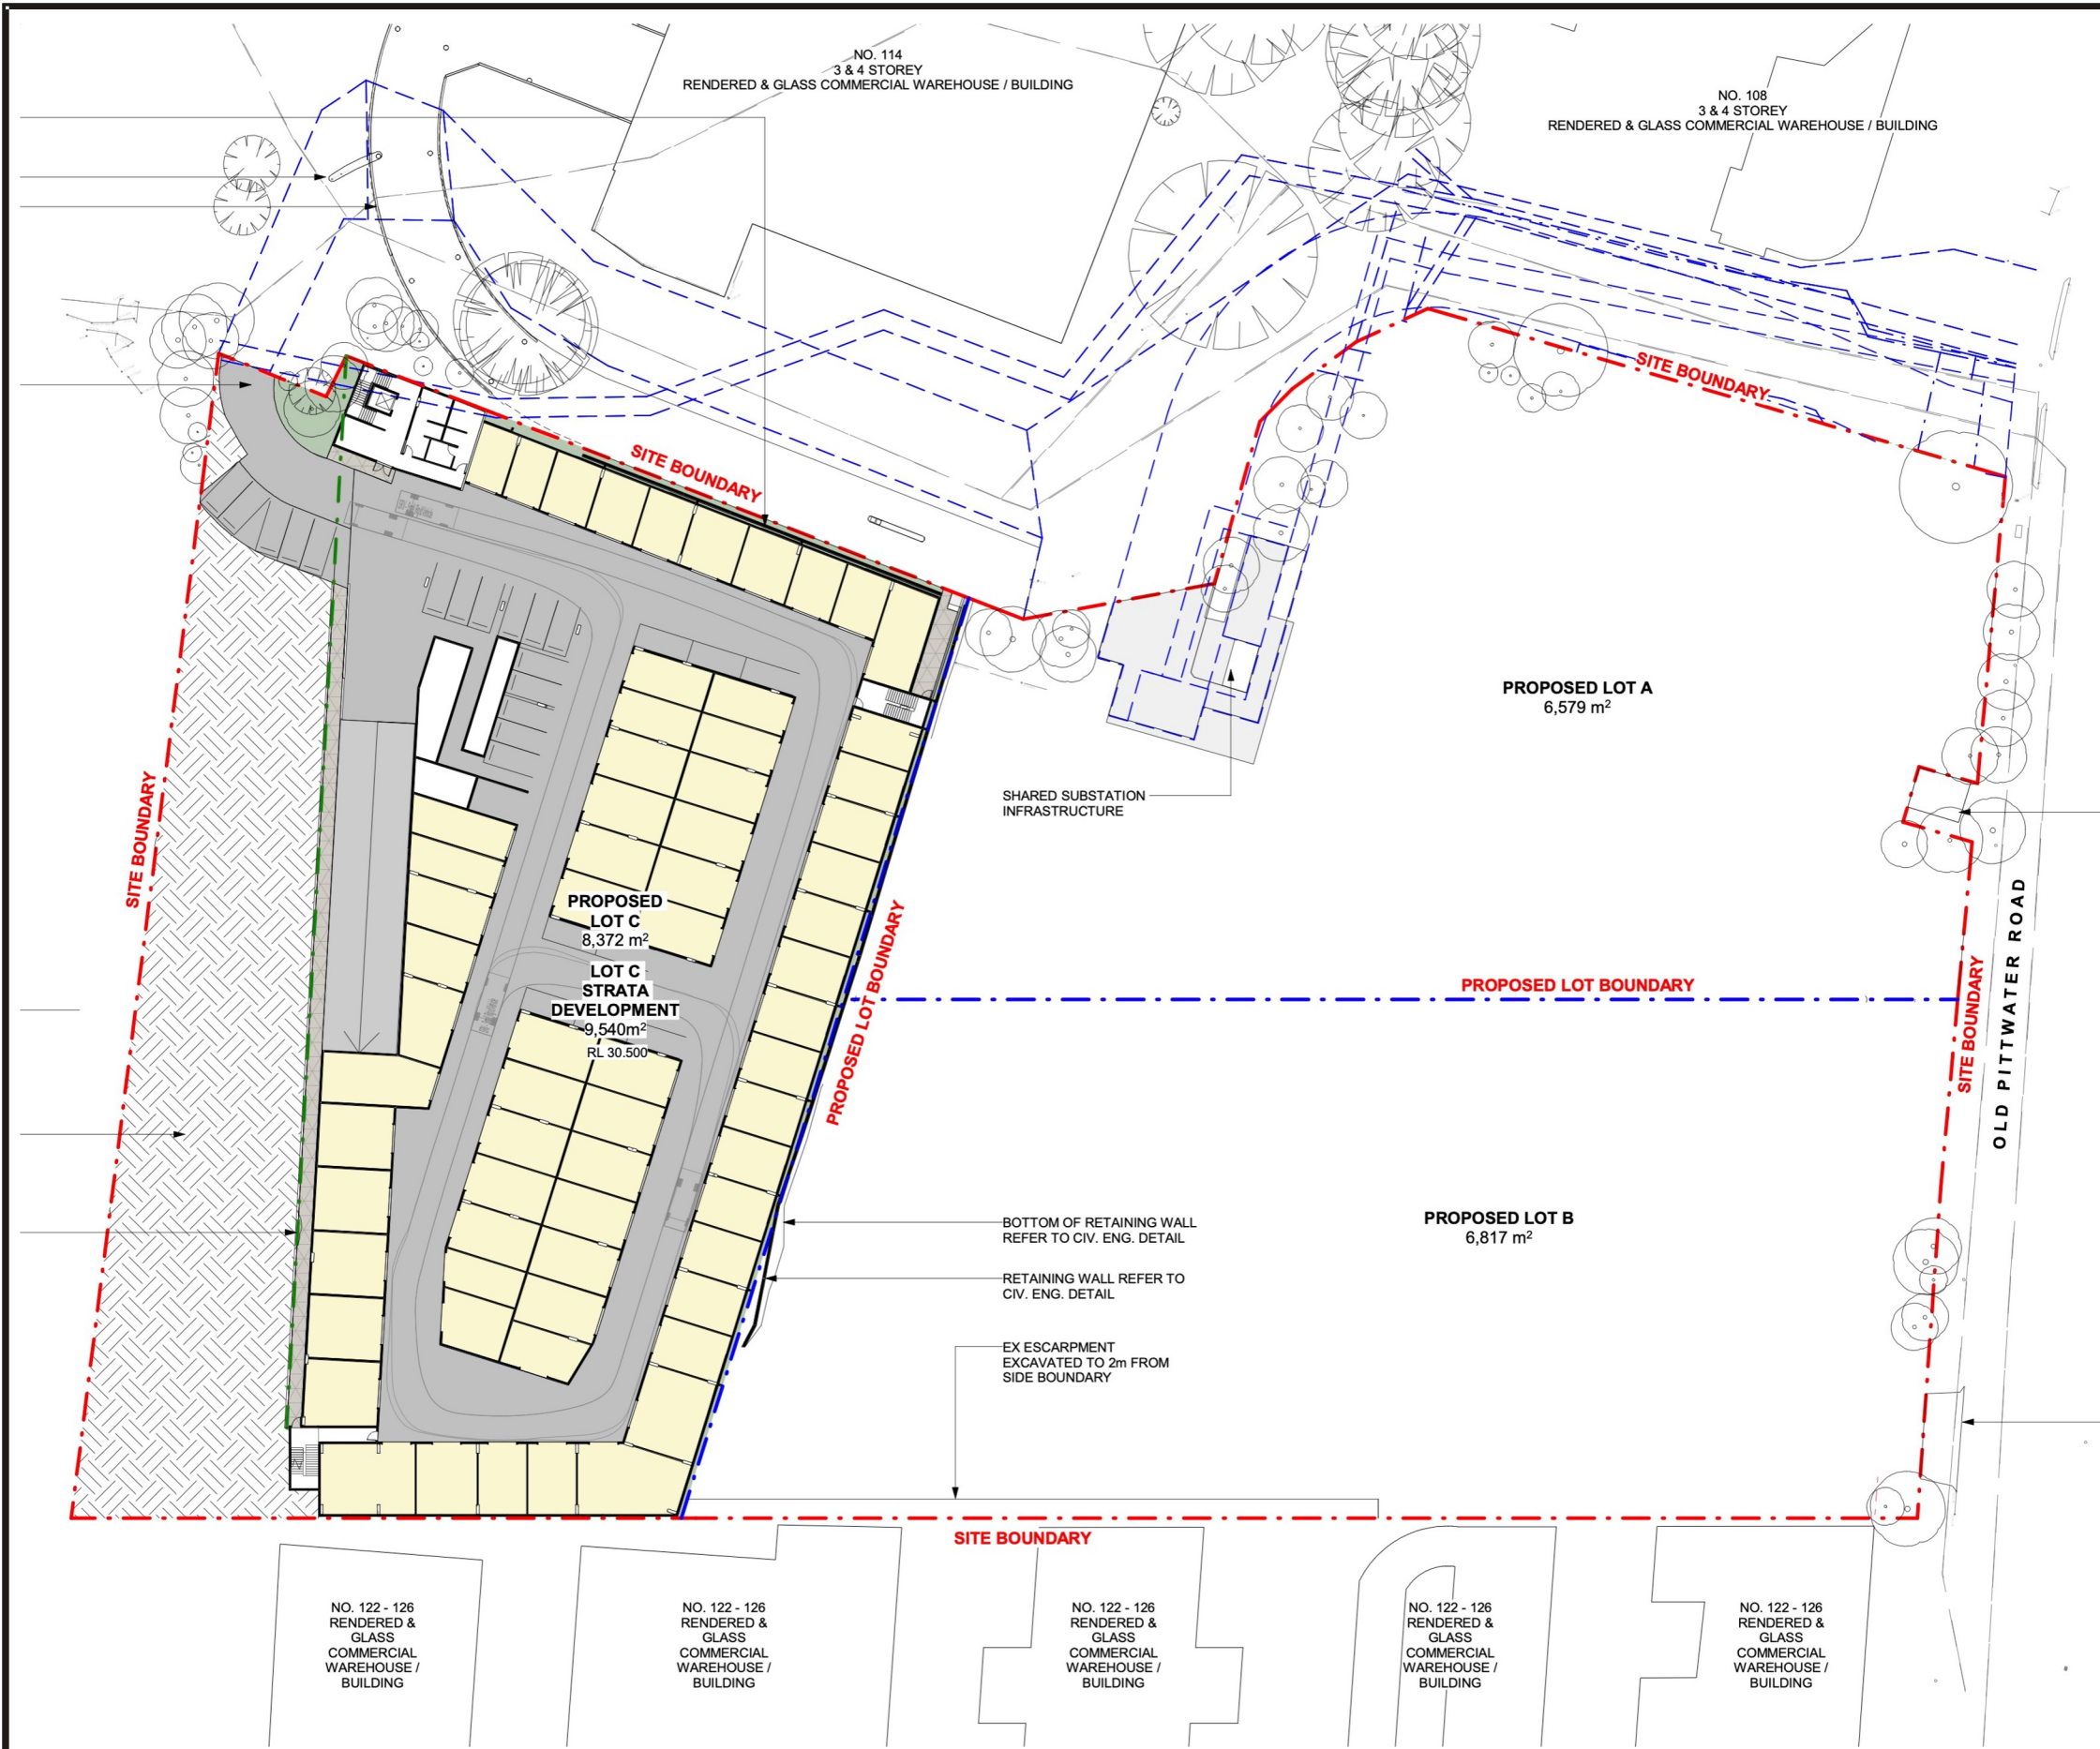 NO. 114
3 & 4 STOREY
RENDERED & GLASS COMMERCIAL WAREHOUSE / BUILDING
NO. 108
3 & 4 STOREY
RENDERED & GLASS COMMERCIAL WAREHOUSE / BUILDING
SITE BOUNDARY
SITE BOUNDARY
PROPOSED LOT A
6,579 m²
SHARED SUBSTATION
INFRASTRUCTURE
SITE BOUNDARY
PROPOSED
LOT C
8,372 m²
LOT C
STRATA
DEVELOPMENT
9,540m²
RL 30.500
PROPOSED LOT BOUNDARY
PROPOSED LOT BOUNDARY
SITE BOUNDARY
OLD PITTWATER ROAD
BOTTOM OF RETAINING WALL
REFER TO CIV. ENG. DETAIL
PROPOSED LOT B
6,817 m²
RETAINING WALL REFER TO
CIV. ENG. DETAIL
EX ESCARPMENT
EXCAVATED TO 2m FROM
SIDE BOUNDARY
SITE BOUNDARY
NO. 122 - 126
RENDERED &
GLASS
COMMERCIAL
WAREHOUSE /
BUILDING
NO. 122 - 126
RENDERED &
GLASS
COMMERCIAL
WAREHOUSE /
BUILDING
NO. 122 - 126
RENDERED &
GLASS
COMMERCIAL
WAREHOUSE /
BUILDING
NO. 122 - 126
RENDERED &
GLASS
COMMERCIAL
WAREHOUSE /
BUILDING
NO. 122 - 126
RENDERED &
GLASS
COMMERCIAL
WAREHOUSE /
BUILDING